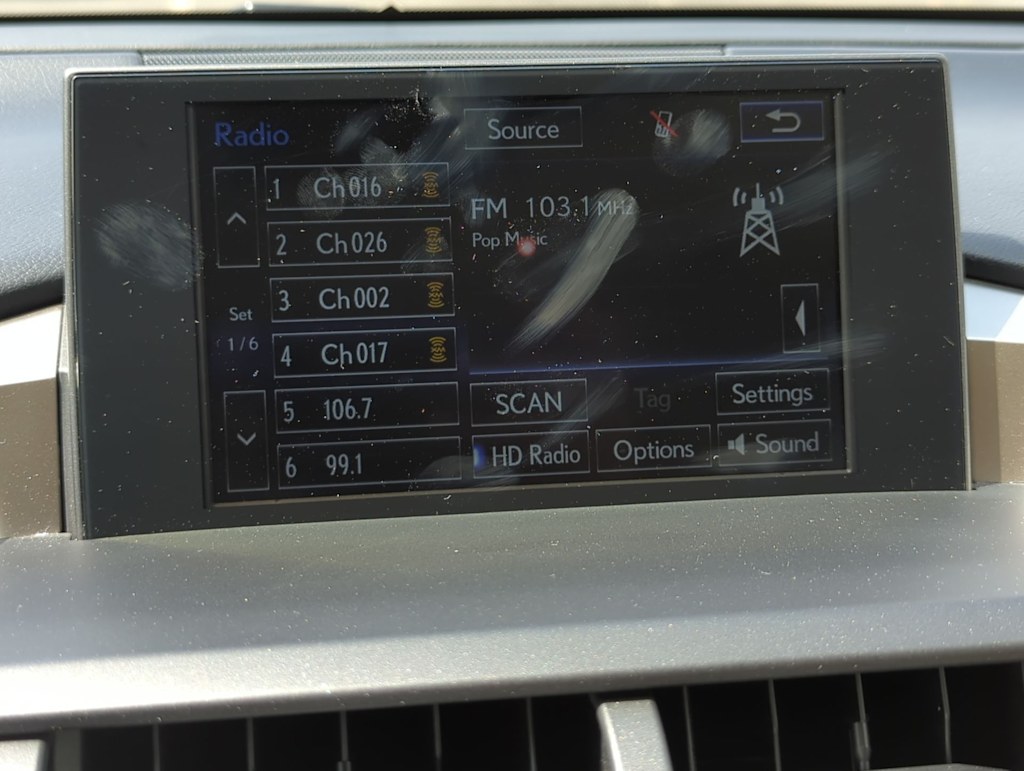 Radio
Source
1 Ch 016
2 Ch 026
3 Ch 002
4 Ch 017
5 106.7
6 99.1
Set
1/6
FM 103.1 MHz
Pop Music
SCAN
Tag
Settings
HD Radio
Options
Sound